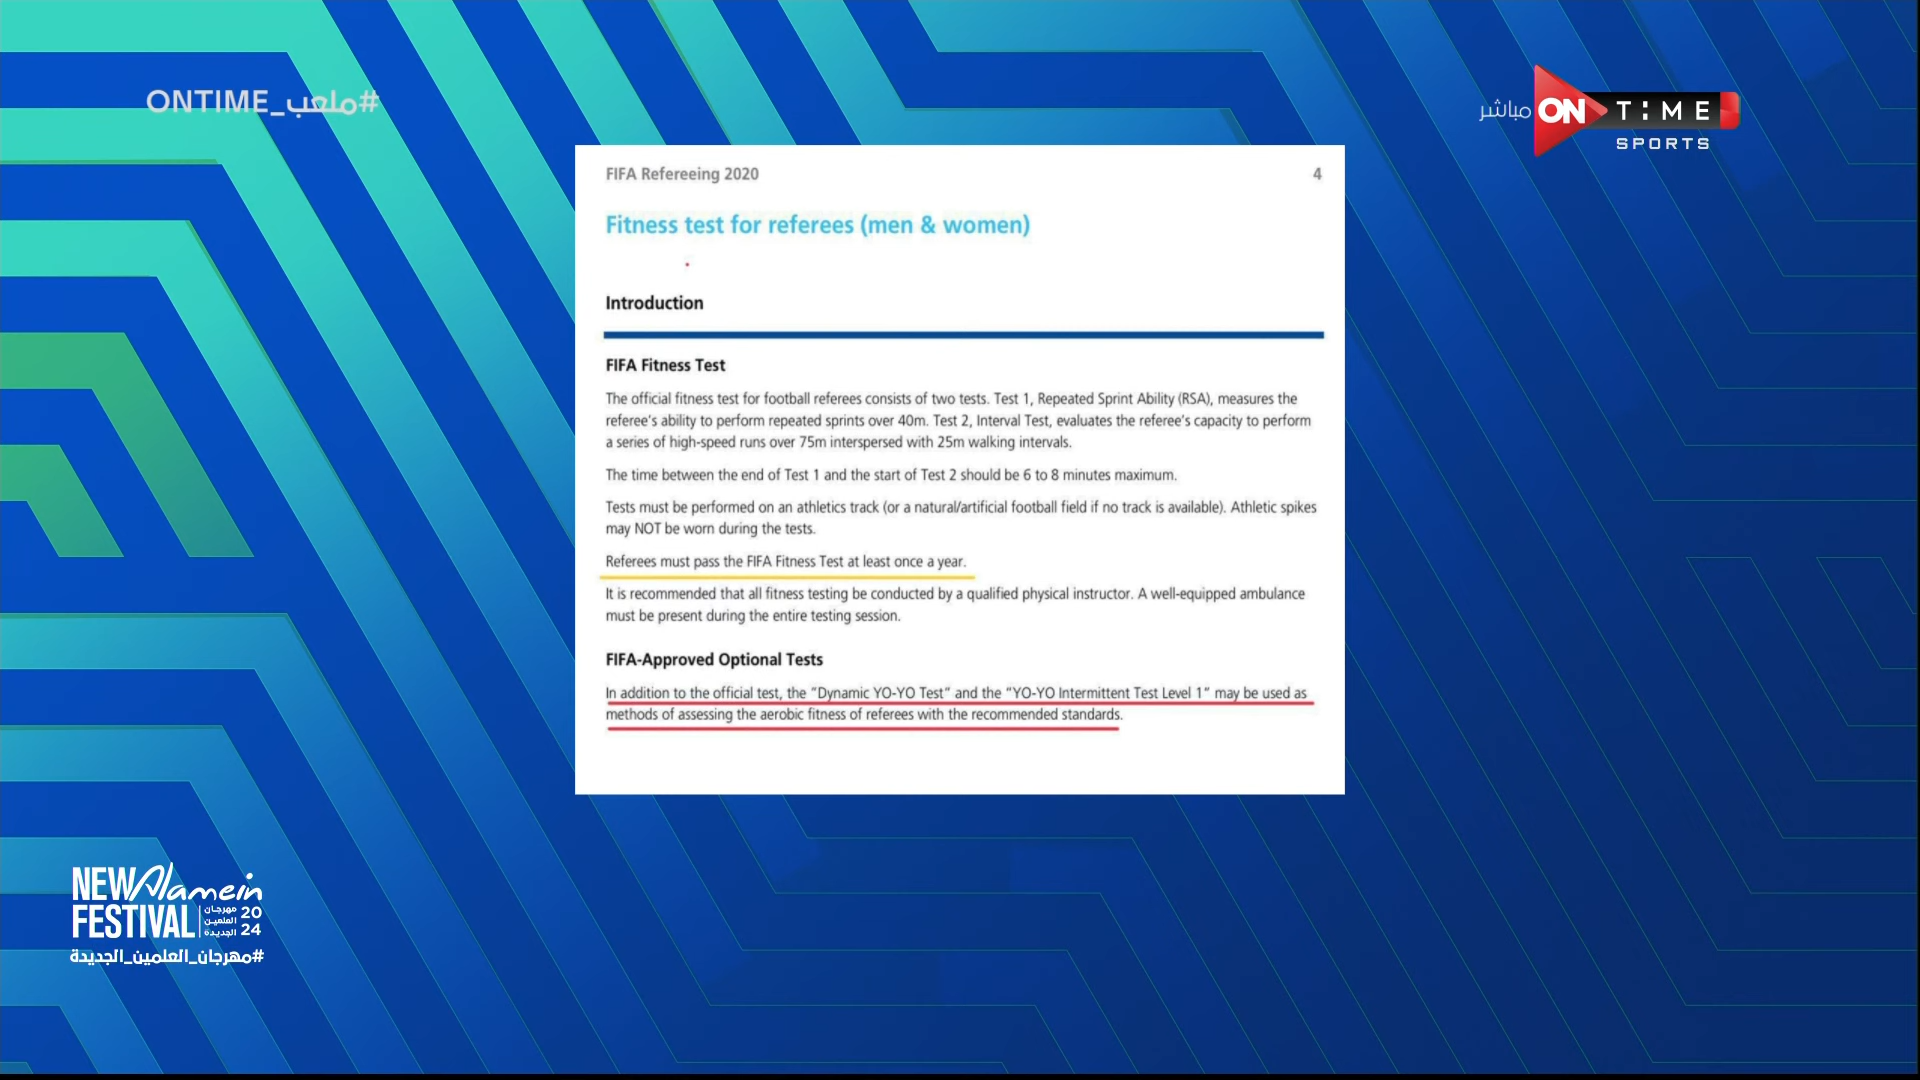 #ملعب_ONTIME
مباشر ON TIME
SPORTS
FIFA Refereeing 2020 4
Fitness test for referees (men & women)
Introduction
FIFA Fitness Test
The official fitness test for football referees consists of two tests. Test 1, Repeated Sprint Ability (RSA), measures the
referee's ability to perform repeated sprints over 40m. Test 2, Interval Test, evaluates the referee's capacity to perform
a series of high-speed runs over 75m interspersed with 25m walking intervals.
The time between the end of Test 1 and the start of Test 2 should be 6 to 8 minutes maximum.
Tests must be performed on an athletics track (or a natural/artificial football field if no track is available). Athletic spikes
may NOT be worn during the tests.
Referees must pass the FIFA Fitness Test at least once a year.
It is recommended that all fitness testing be conducted by a qualified physical instructor. A well-equipped ambulance
must be present during the entire testing session.
FIFA-Approved Optional Tests
In addition to the official test, the "Dynamic YO-YO Test" and the "YO-YO Intermittent Test Level 1" may be used as
methods of assessing the aerobic fitness of referees with the recommended standards.
NEW Alamein
FESTIVAL
مهرجان 20
العلمين
الجديدة 24
#مهرجان_العلمين_الجديدة